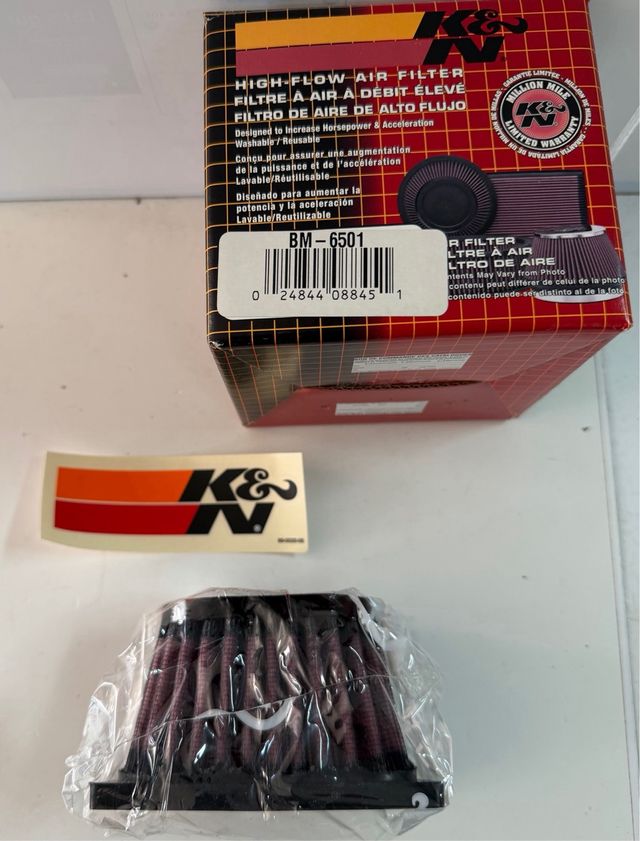 K&N
HIGH-FLOW AIR FILTER
FILTRE À AIR À DÉBIT ÉLEVÉ
FILTRO DE AIRE DE ALTO FLUJO
Designed to Increase Horsepower & Acceleration
Washable / Reusable
Conçu pour assurer une augmentation
de la puissance et de l'accélération
Lavable/Réutilisable
Diseñado para aumentar la
potencia y la aceleración
Lavable/Reutilizable
MILLION MILE
K&N
LIMITED WARRANTY
GARANTIE LIMITÉE
BM-6501
0 24844 08845 1
R FILTER
LTRE À AIR
LTRO DE AIRE
ntents May Vary from Photo
contenu peut différer de celui de la photo
contenido puede ser distinto al de la foto
K&N